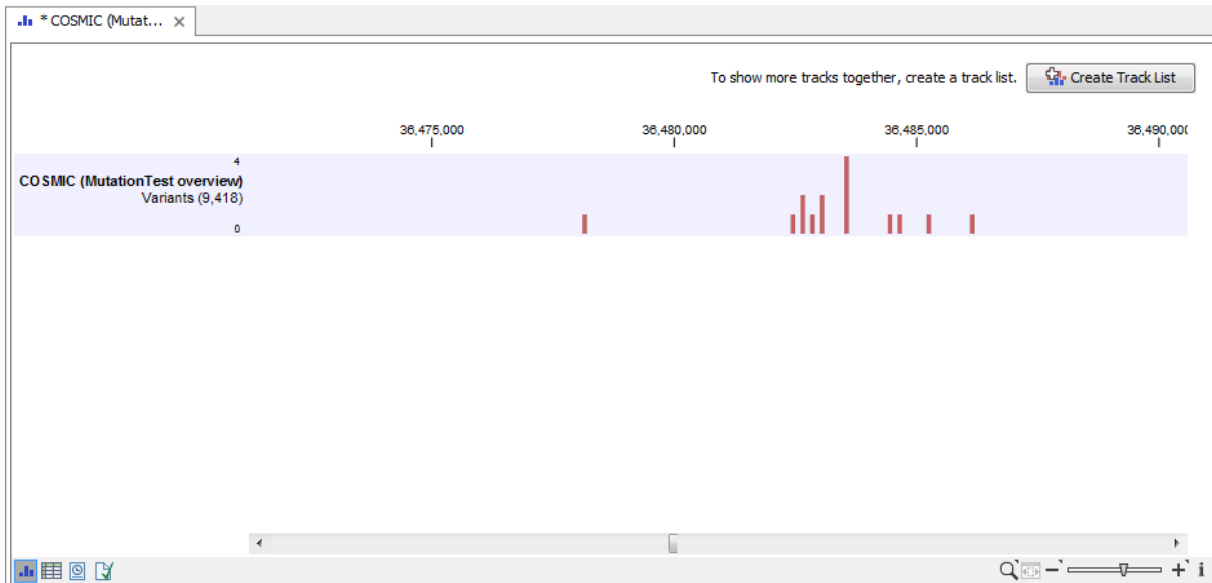 * COSMIC (Mutat...
To show more tracks together, create a track list.
Create Track List
36,475,000
36,480,000
36,485,000
36,490,000
4
COSMIC (MutationTest overview)
Variants (9,418)
0